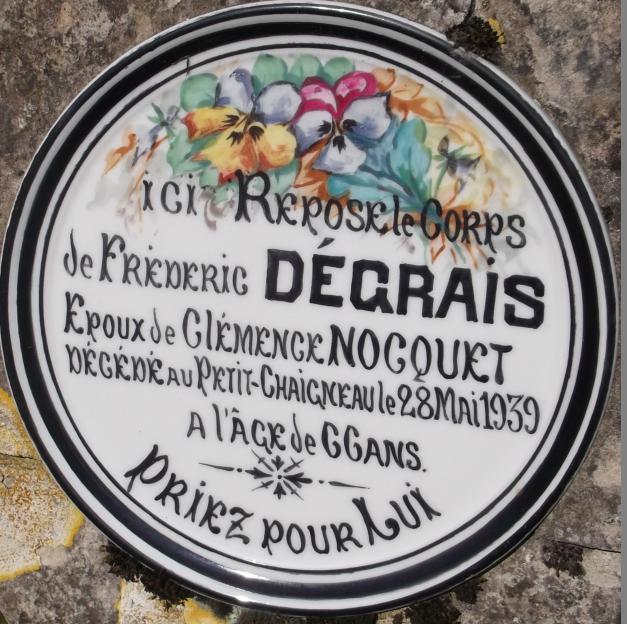 ICI REPOSE le CORPS
de FRÉDERIC DÉGRAIS
Epoux de CLÉMENCE NOCQUET
DÉCÉDÉ AU PETIT-CHAIGNEAU le 28 MAI 1939
A l'ÂGE de 66 ANS.
PRIEZ POUR LUI